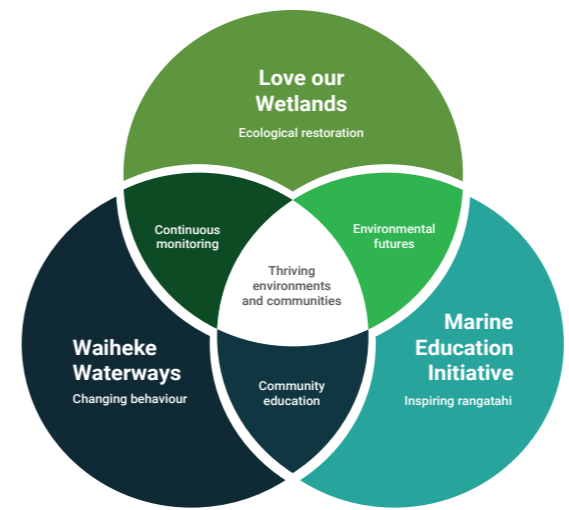 Love our
Wetlands
Ecological restoration
Continuous
monitoring
Environmental
futures
Thriving
environments
and communities
Waiheke
Waterways
Changing behaviour
Marine
Education
Initiative
Inspiring rangatahi
Community
education